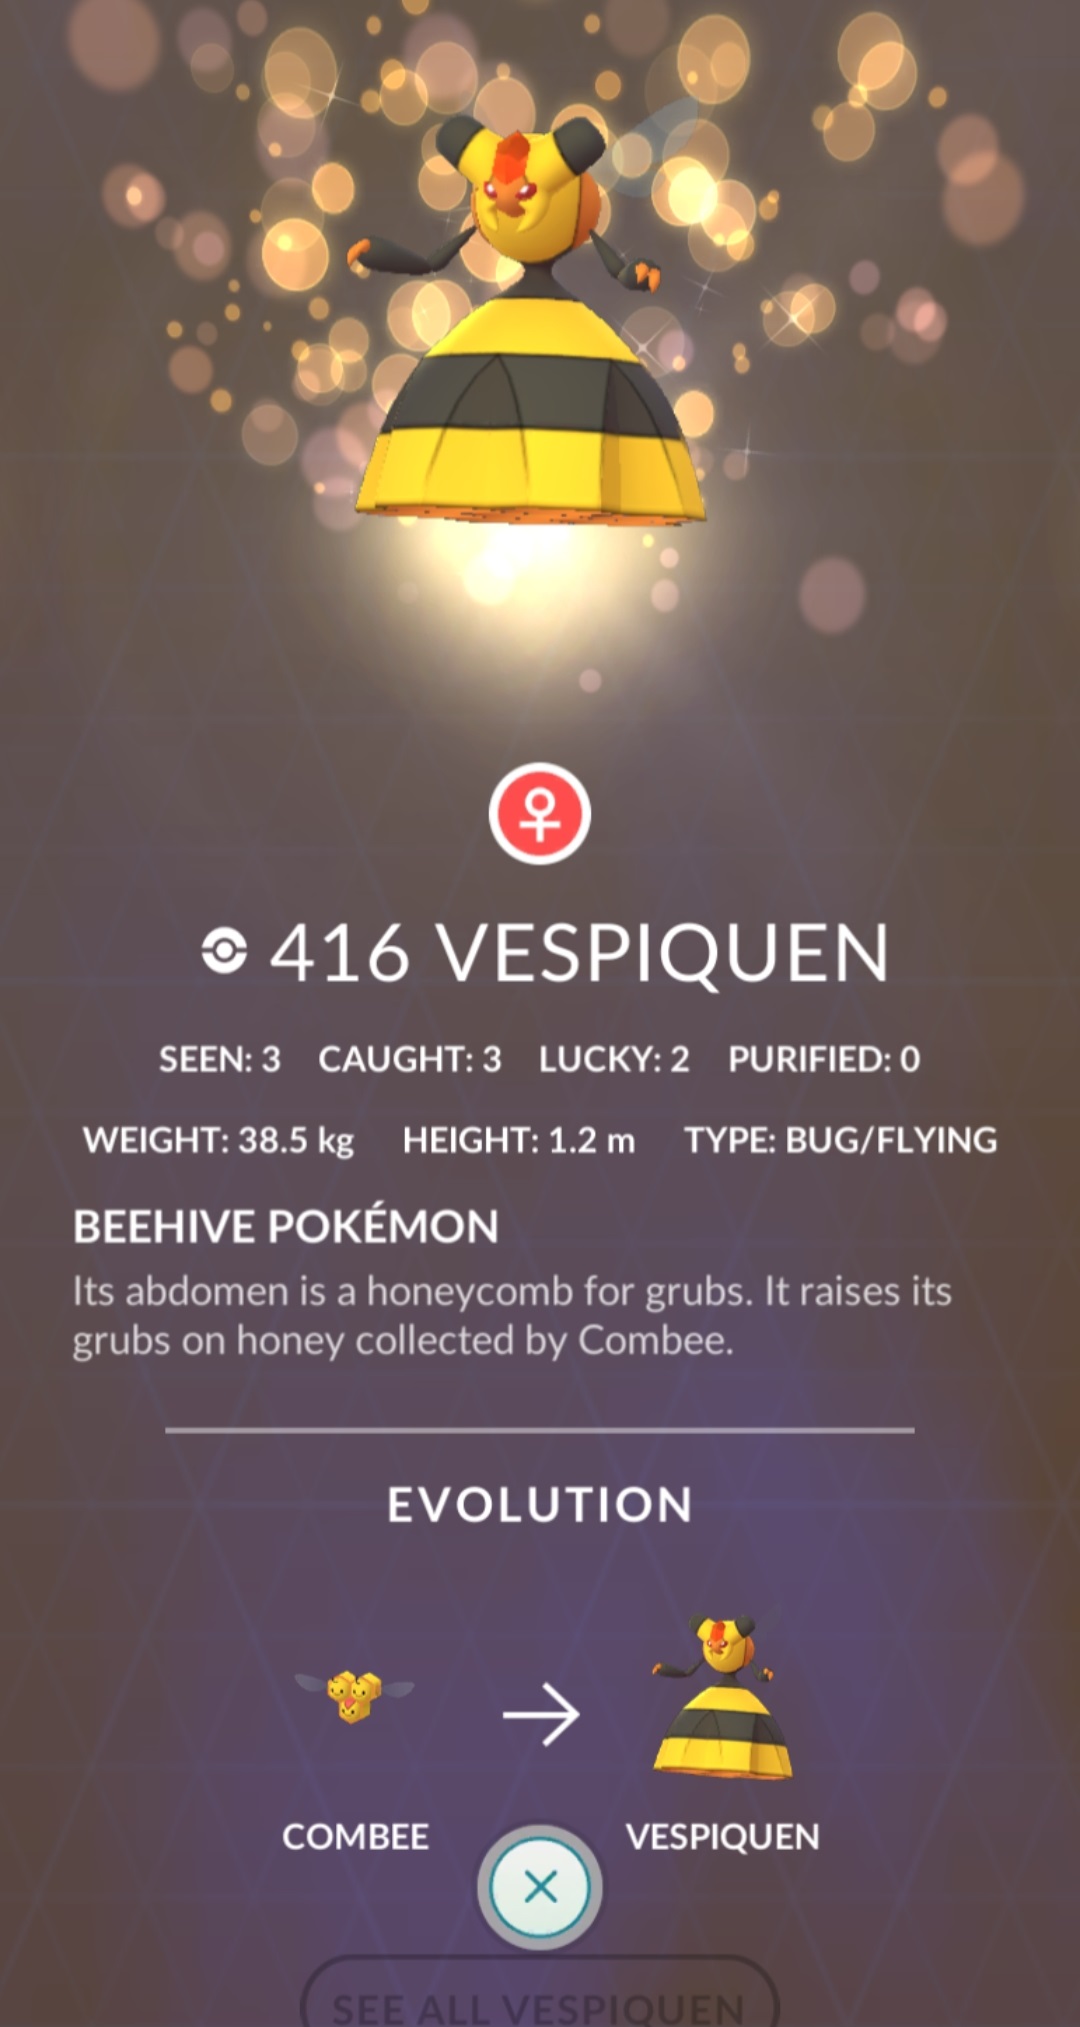 416 VESPIQUEN
SEEN: 3 CAUGHT: 3 LUCKY: 2 PURIFIED: 0
WEIGHT: 38.5 kg HEIGHT: 1.2 m TYPE: BUG/FLYING
BEEHIVE POKÉMON
Its abdomen is a honeycomb for grubs. It raises its
grubs on honey collected by Combee.
EVOLUTION
COMBEE VESPIQUEN
SEE ALL VESPIQUEN